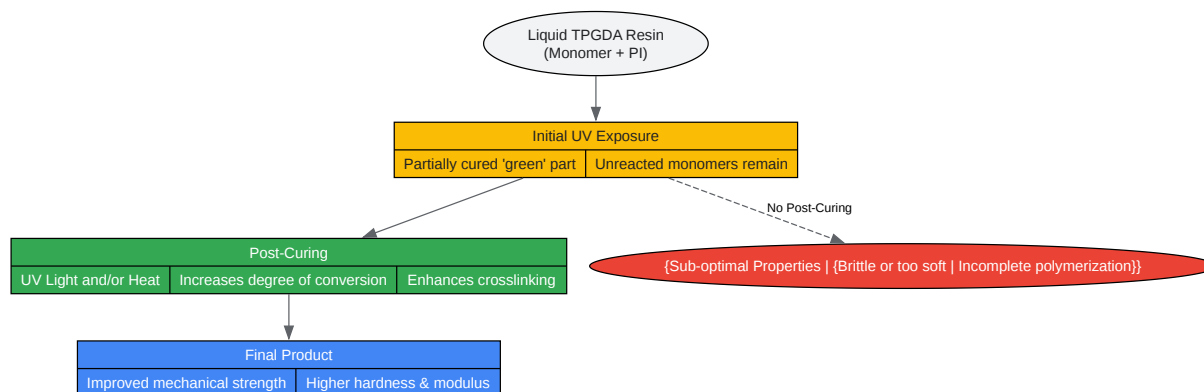 Liquid TPGDA Resin
(Monomer + PI)
Initial UV Exposure
Partially cured 'green' part
Unreacted monomers remain
No Post-Curing
Post-Curing
UV Light and/or Heat
Increases degree of conversion
Enhances crosslinking
{Sub-optimal Properties | {Brittle or too soft | Incomplete polymerization}}
Final Product
Improved mechanical strength
Higher hardness & modulus